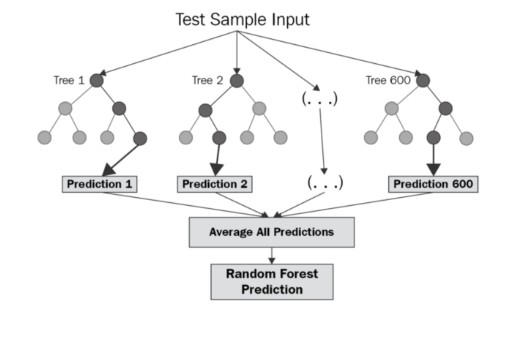 Test Sample Input
Tree 1
Tree 2
Tree 600
(. . .)
Prediction 1
Prediction 2
(. . .)
Prediction 600
Average All Predictions
Random Forest
Prediction